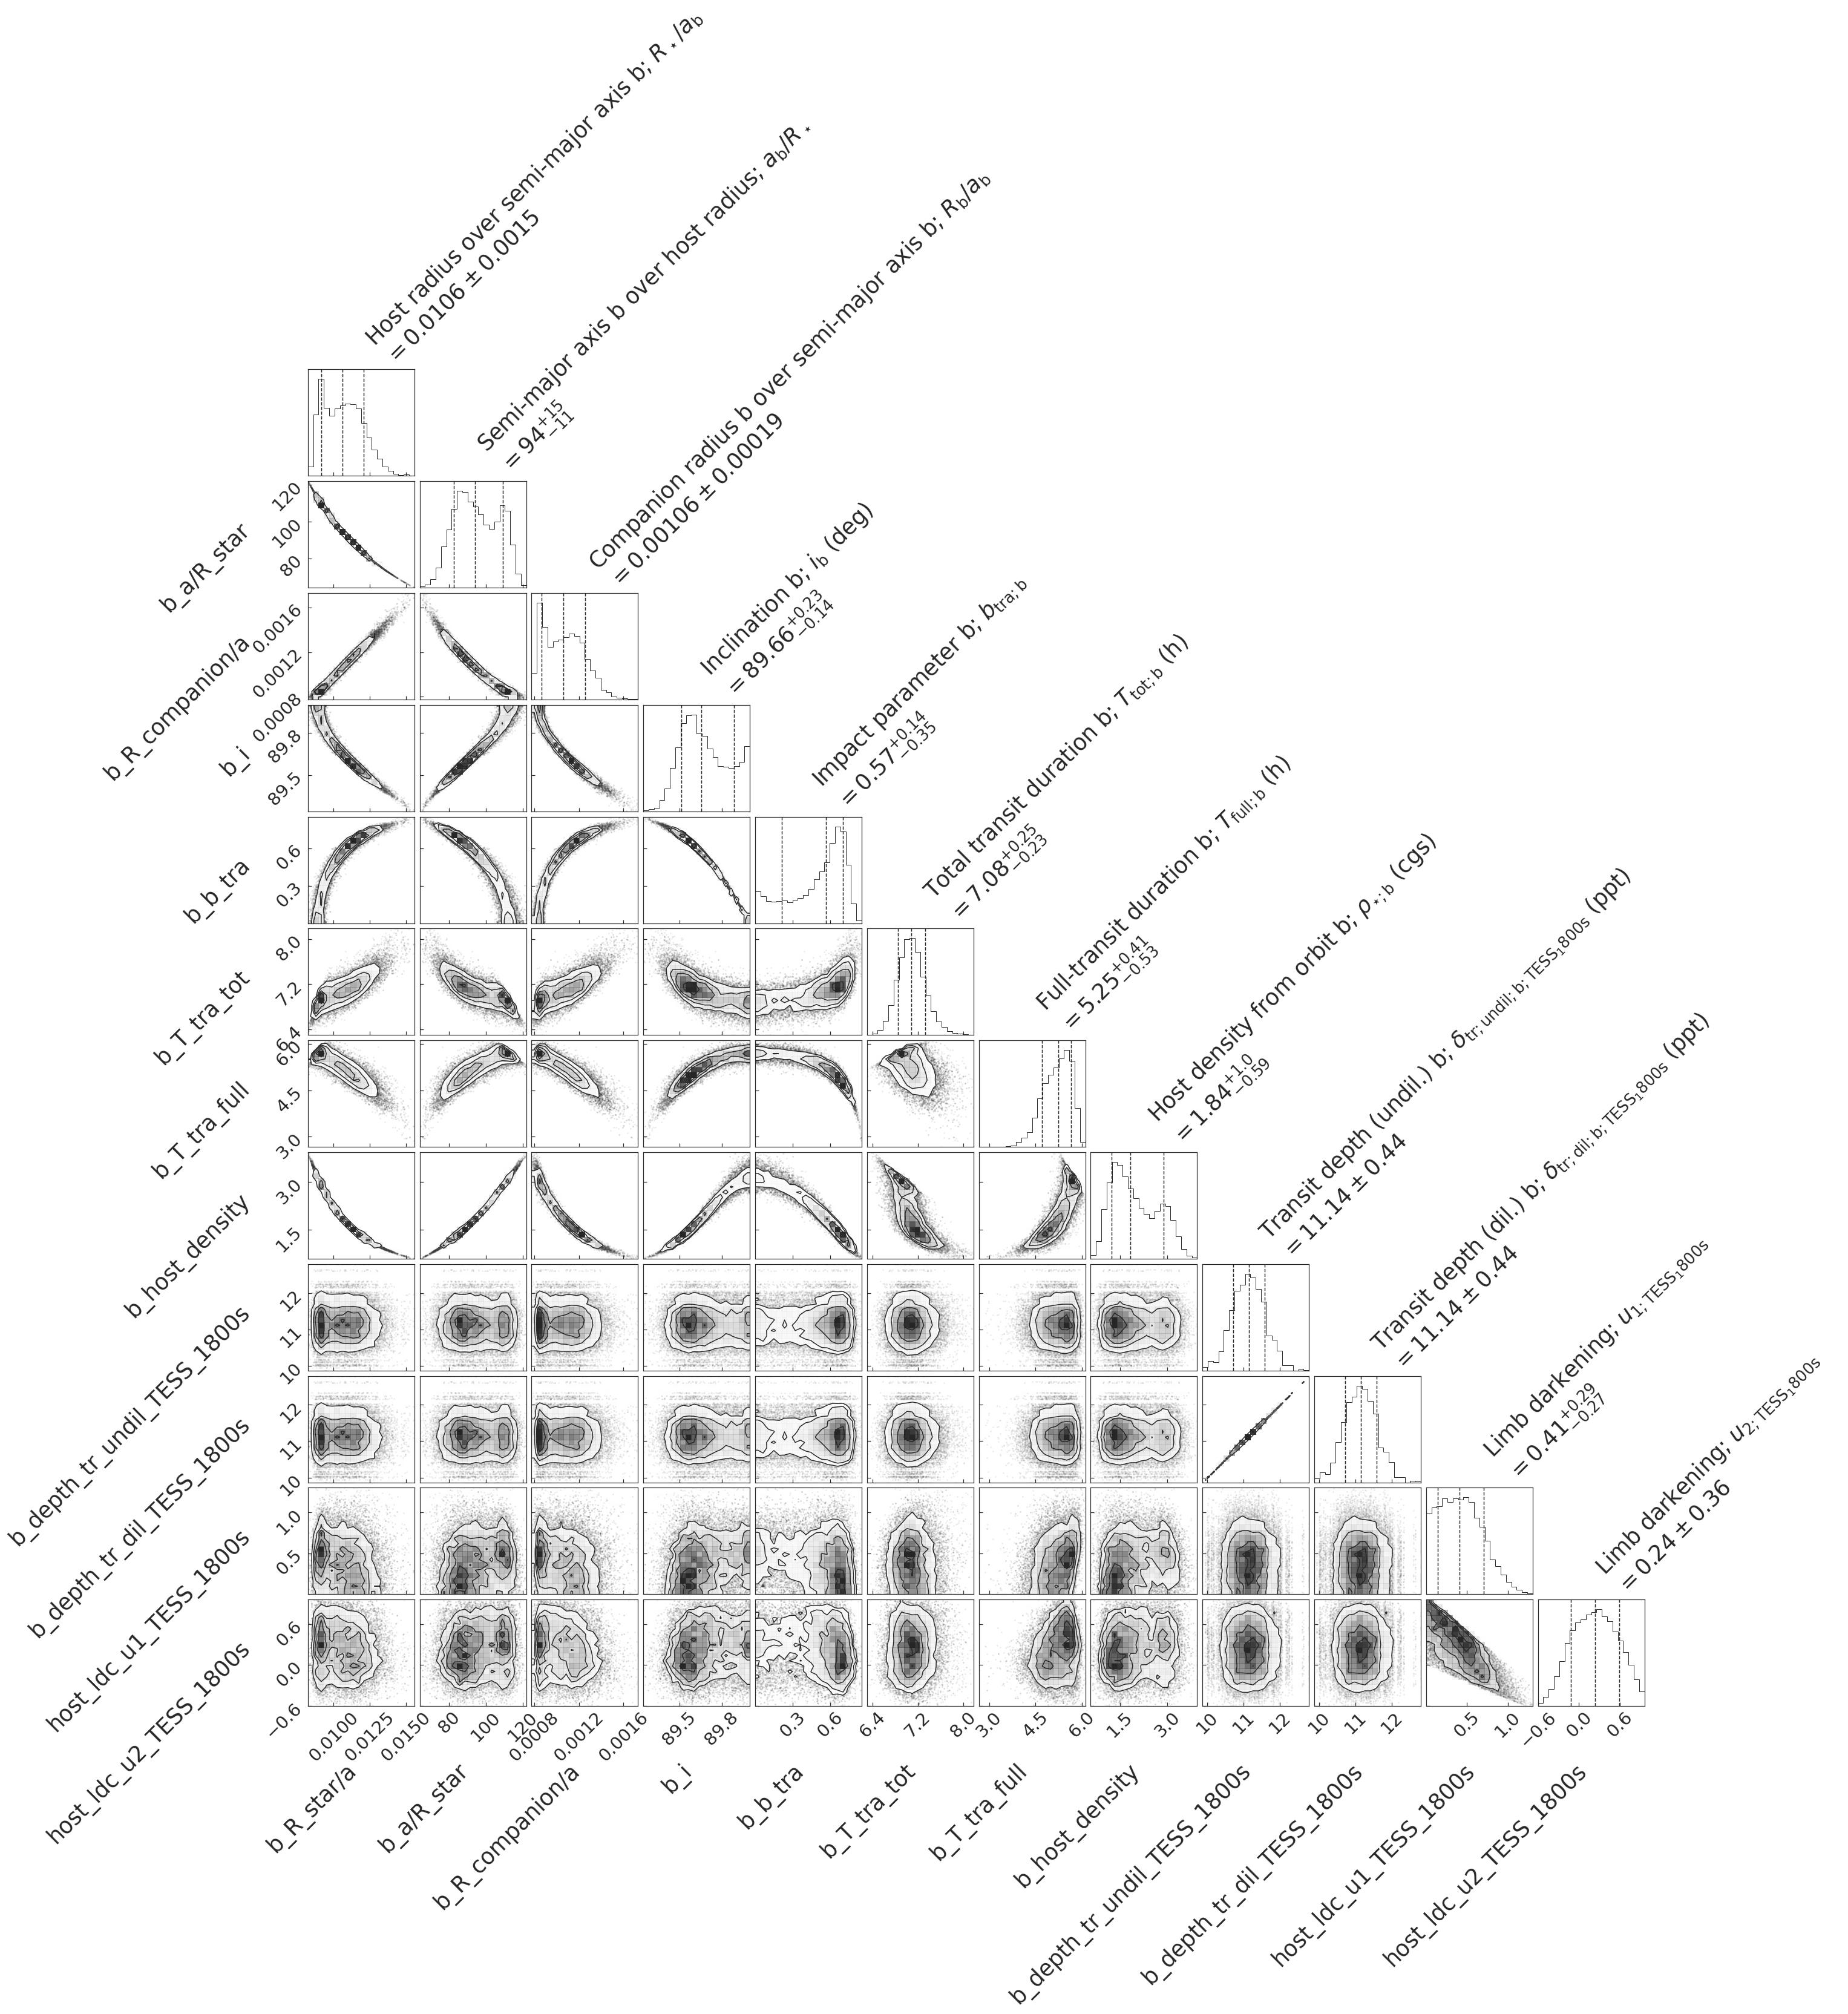 Host radius over semi-major axis b; R⋆/a_b
= 0.0106 ± 0.0015
Semi-major axis b over host radius; a_b/R⋆
= 94 +15 −11
Companion radius b over semi-major axis b; R_b/a_b
= 0.00106 ± 0.00019
Inclination b; i_b (deg)
= 89.66 +0.23 −0.14
Impact parameter b; b_tra; b
= 0.57 +0.14 −0.35
Total transit duration b; T_tot; b (h)
= 7.08 +0.25 −0.23
Full-transit duration b; T_full; b (h)
= 5.25 +0.41 −0.53
Host density from orbit b; ρ⋆; b (cgs)
= 1.84 +1.0 −0.59
Transit depth (undil.) b; δ_tr; undil; b; TESS₁800s (ppt)
= 11.14 ± 0.44
Transit depth (dil.) b; δ_tr; dil; b; TESS₁800s (ppt)
= 11.14 ± 0.44
Limb darkening; u_1; TESS₁800s
= 0.41 +0.29 −0.27
Limb darkening; u_2; TESS₁800s
= 0.24 ± 0.36
b_a/R_star
120
100
80
b_R_companion/a
0.0016
0.0012
0.0008
b_i
89.8
89.5
b_b_tra
0.6
0.3
b_T_tra_tot
8.0
7.2
6.4
b_T_tra_full
6.0
4.5
3.0
b_host_density
3.0
1.5
b_depth_tr_undil_TESS_1800s
12
11
10
b_depth_tr_dil_TESS_1800s
12
11
10
host_ldc_u1_TESS_1800s
1.0
0.5
host_ldc_u2_TESS_1800s
0.6
0.0
−0.6
0.0100 0.0125 0.0150
80 100 120
0.0008 0.0012 0.0016
89.5 89.8
0.3 0.6
6.4 7.2 8.0
3.0 4.5 6.0
1.5 3.0
10 11 12
10 11 12
0.5 1.0
−0.6 0.0 0.6
b_R_star/a
b_a/R_star
b_R_companion/a
b_i
b_b_tra
b_T_tra_tot
b_T_tra_full
b_host_density
b_depth_tr_undil_TESS_1800s
b_depth_tr_dil_TESS_1800s
host_ldc_u1_TESS_1800s
host_ldc_u2_TESS_1800s